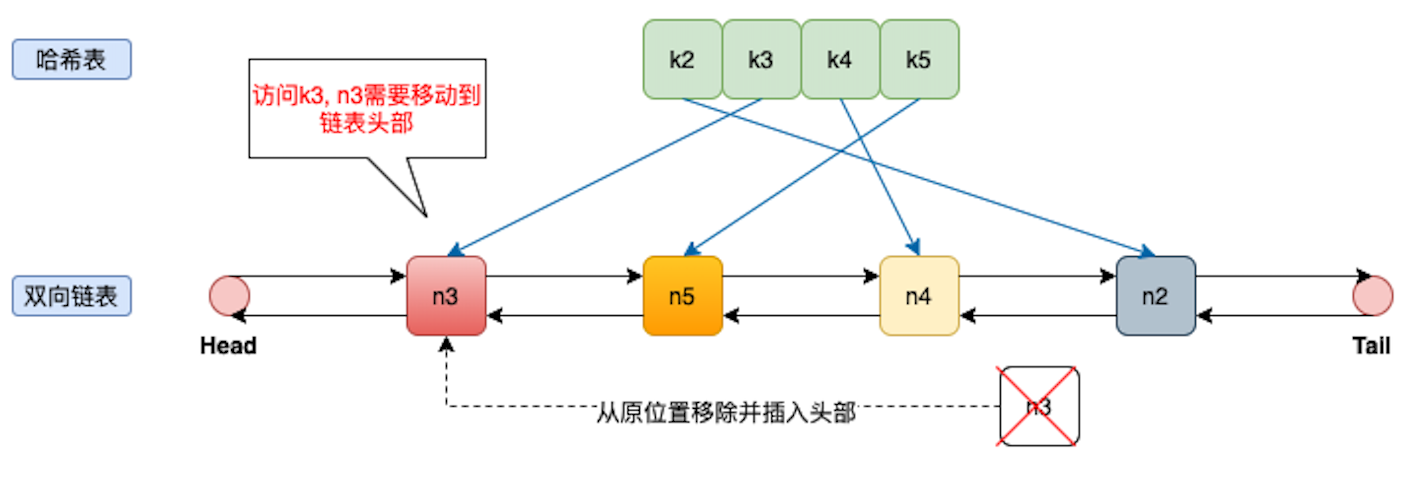 哈希表
k2 k3 k4 k5
访问k3, n3需要移动到
链表头部
双向链表
n3 n5 n4 n2
Head
Tail
从原位置移除并插入头部
n3